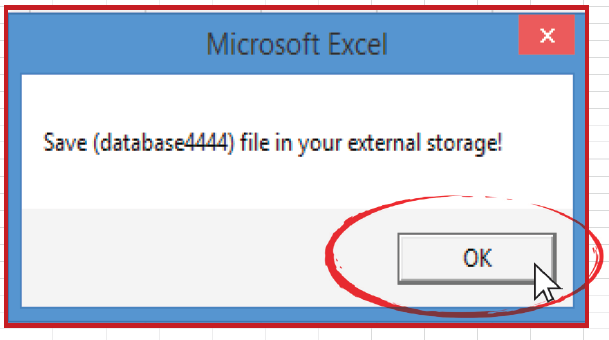 Microsoft Excel
Save (database4444) file in your external storage!
OK